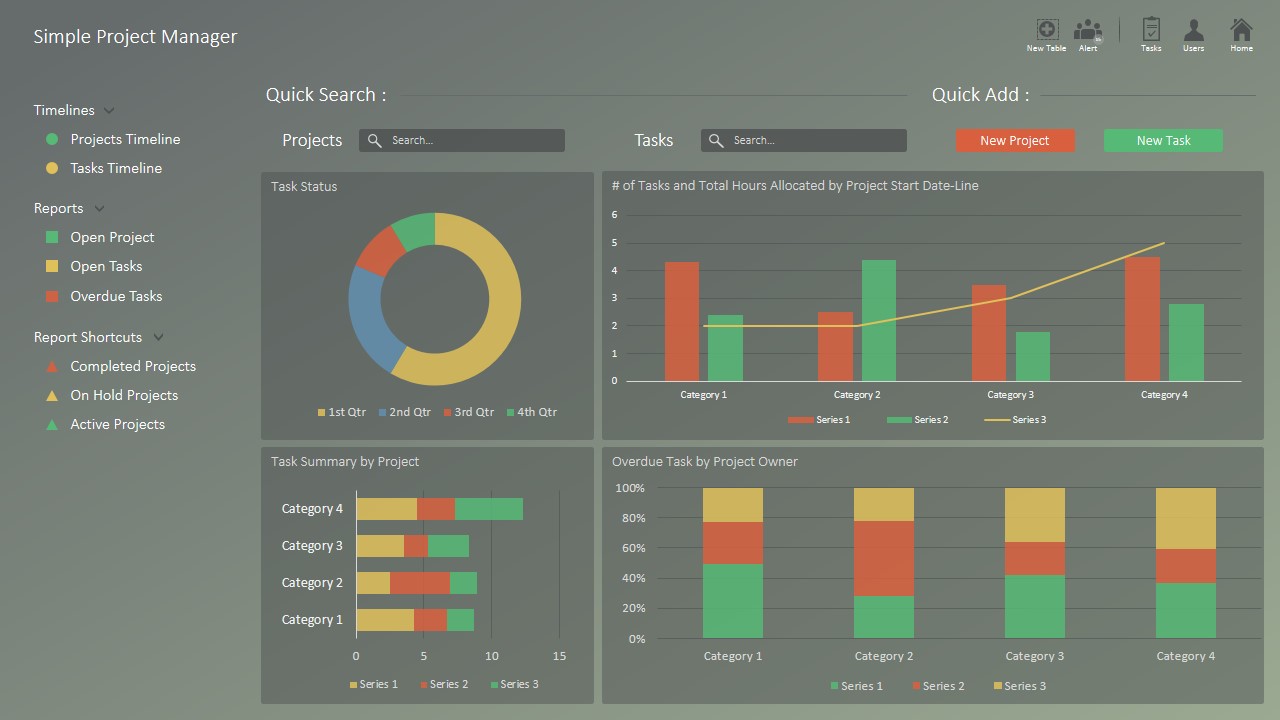 Simple Project Manager
New Table Alert Tasks Users Home
Timelines
Projects Timeline
Tasks Timeline
Reports
Open Project
Open Tasks
Overdue Tasks
Report Shortcuts
Completed Projects
On Hold Projects
Active Projects
Quick Search :
Projects Search...
Tasks Search...
Quick Add :
New Project New Task
Task Status
1st Qtr 2nd Qtr 3rd Qtr 4th Qtr
# of Tasks and Total Hours Allocated by Project Start Date-Line
6
5
4
3
2
1
0
Category 1 Category 2 Category 3 Category 4
Series 1 Series 2 Series 3
Task Summary by Project
Category 4
Category 3
Category 2
Category 1
0 5 10 15
Series 1 Series 2 Series 3
Overdue Task by Project Owner
100%
80%
60%
40%
20%
0%
Category 1 Category 2 Category 3 Category 4
Series 1 Series 2 Series 3